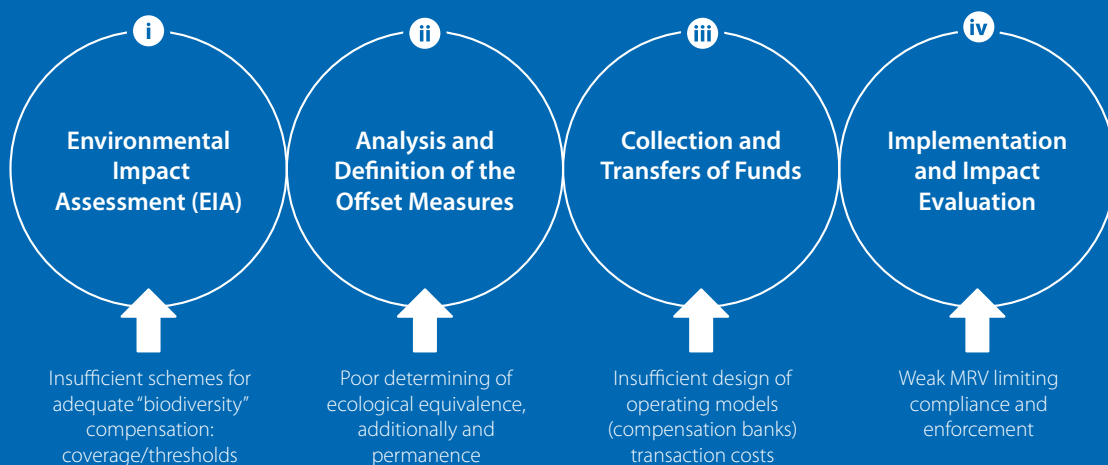 i
Environmental
Impact
Assessment (EIA)
Insufficient schemes for
adequate “biodiversity”
compensation:
coverage/thresholds
ii
Analysis and
Definition of the
Offset Measures
Poor determining of
ecological equivalence,
additionally and
permanence
iii
Collection and
Transfers of Funds
Insufficient design of
operating models
(compensation banks)
transaction costs
iv
Implementation
and Impact
Evaluation
Weak MRV limiting
compliance and
enforcement